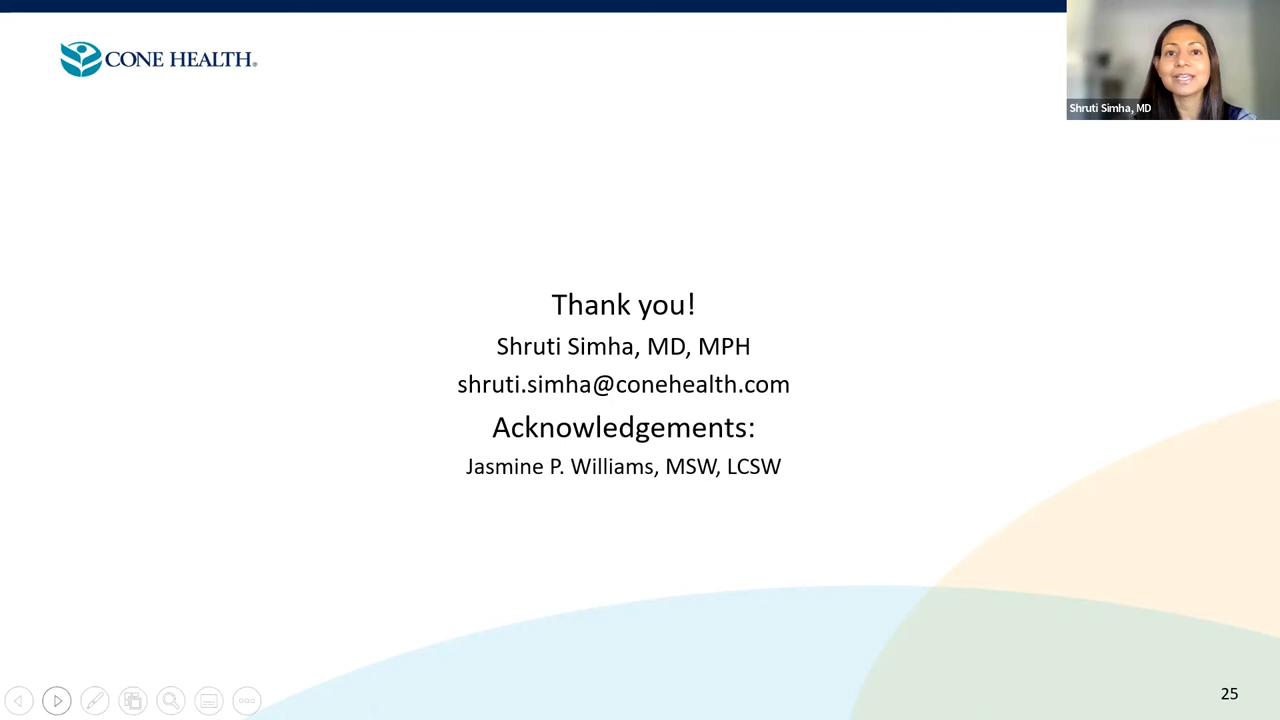 CONE HEALTH®
Shruti Simha, MD
Thank you!
Shruti Simha, MD, MPH
shruti.simha@conehealth.com
Acknowledgements:
Jasmine P. Williams, MSW, LCSW
25